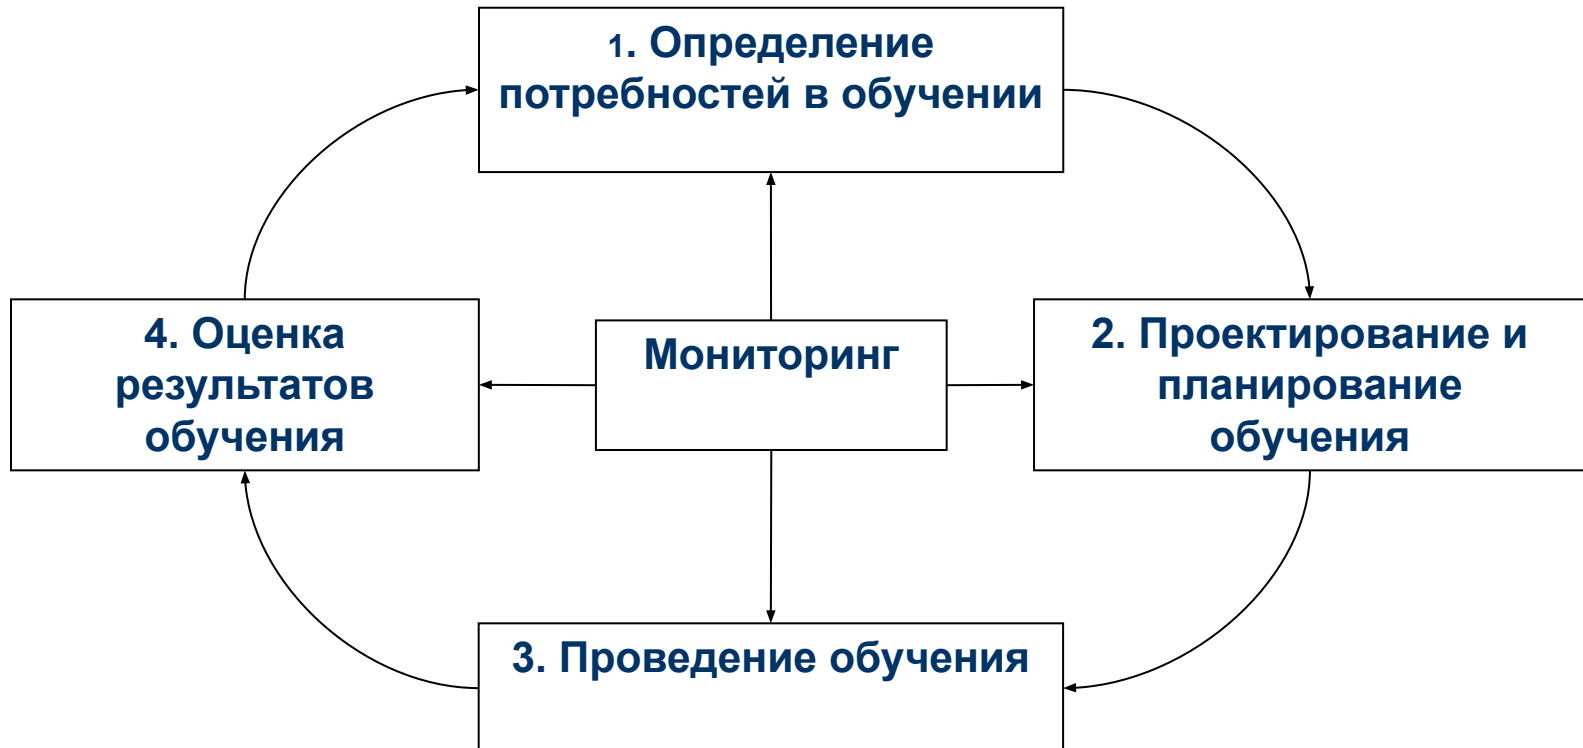 1. Определение
потребностей в обучении
4. Оценка
результатов
обучения
Мониторинг
2. Проектирование и
планирование
обучения
3. Проведение обучения